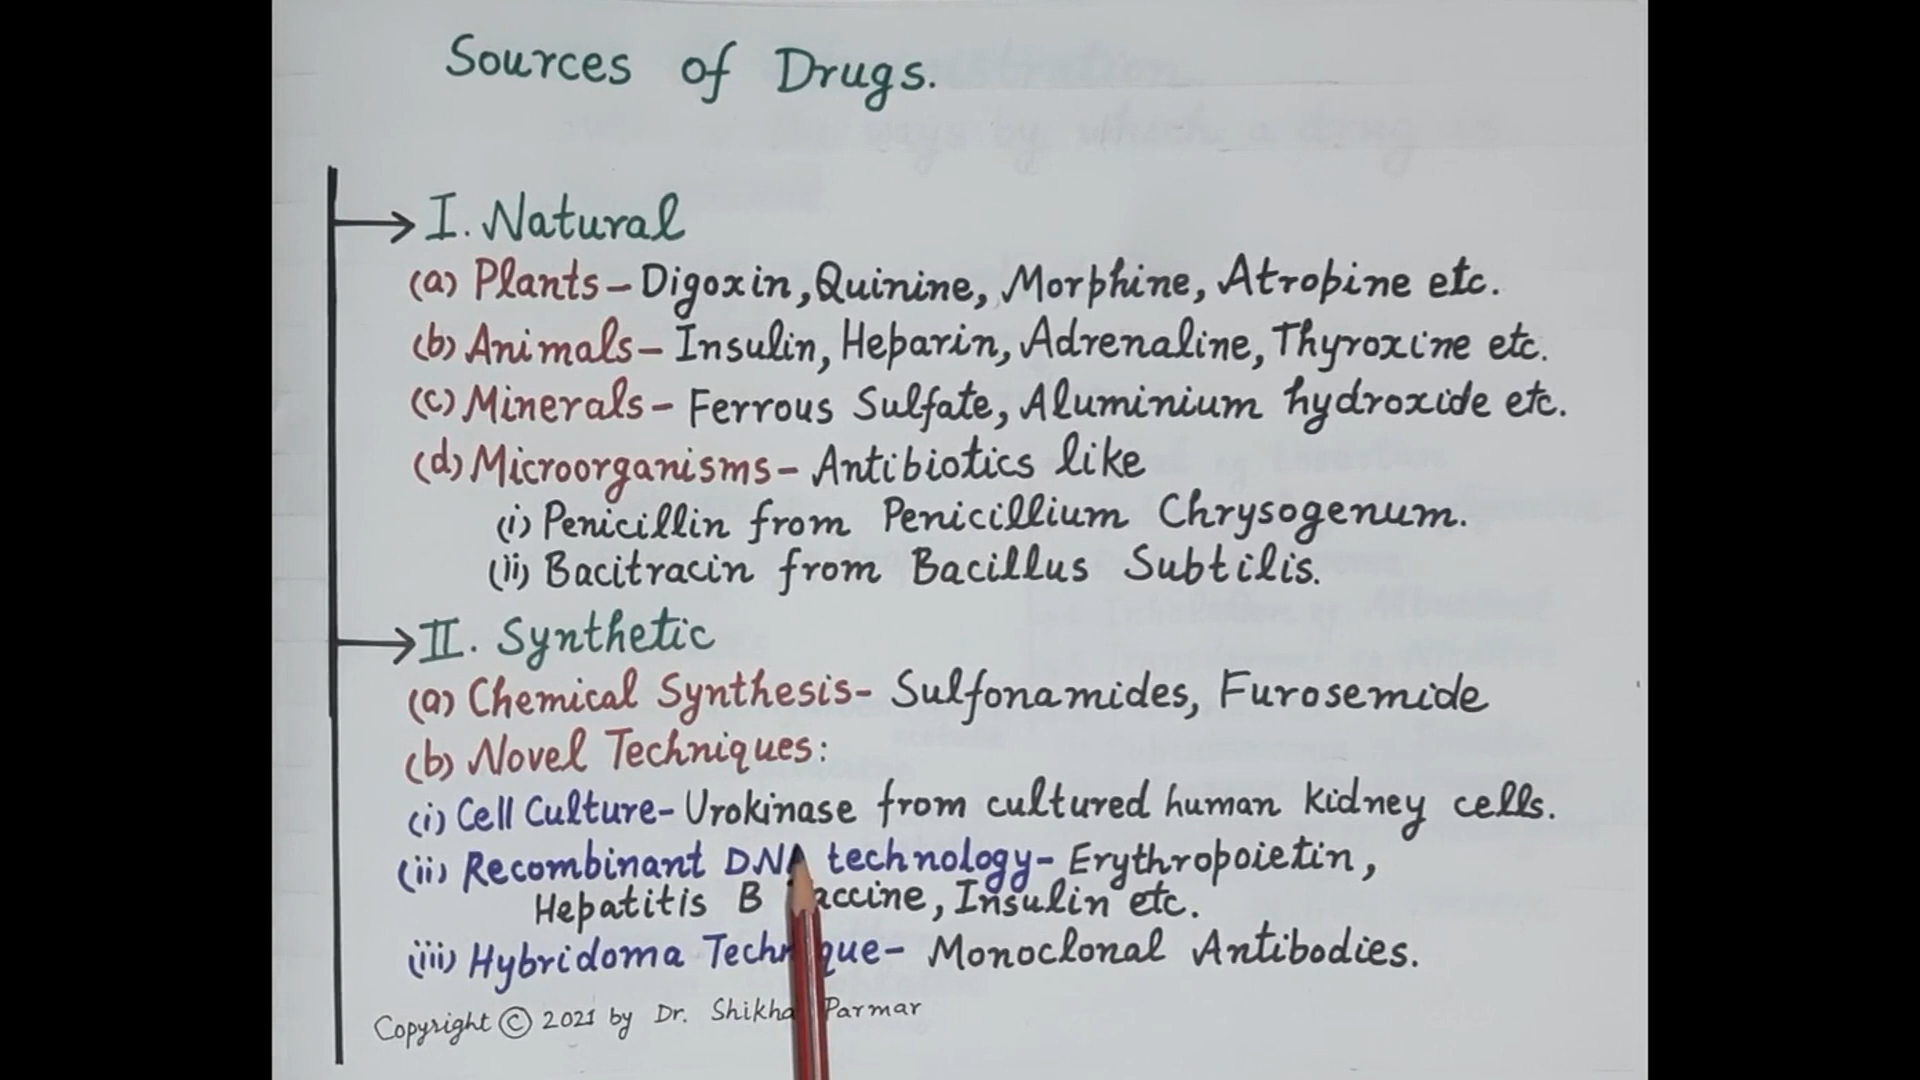 Sources of Drugs.
I. Natural
(a) Plants - Digoxin, Quinine, Morphine, Atropine etc.
(b) Animals - Insulin, Heparin, Adrenaline, Thyroxine etc.
(c) Minerals - Ferrous Sulfate, Aluminium hydroxide etc.
(d) Microorganisms - Antibiotics like
(i) Penicillin from Penicillium Chrysogenum.
(ii) Bacitracin from Bacillus Subtilis.
II. Synthetic
(a) Chemical Synthesis - Sulfonamides, Furosemide
(b) Novel Techniques:
(i) Cell Culture - Urokinase from cultured human kidney cells.
(ii) Recombinant DNA technology - Erythropoietin,
Hepatitis B Vaccine, Insulin etc.
(iii) Hybridoma Technique - Monoclonal Antibodies.
Copyright © 2021 by Dr. Shikha Parmar